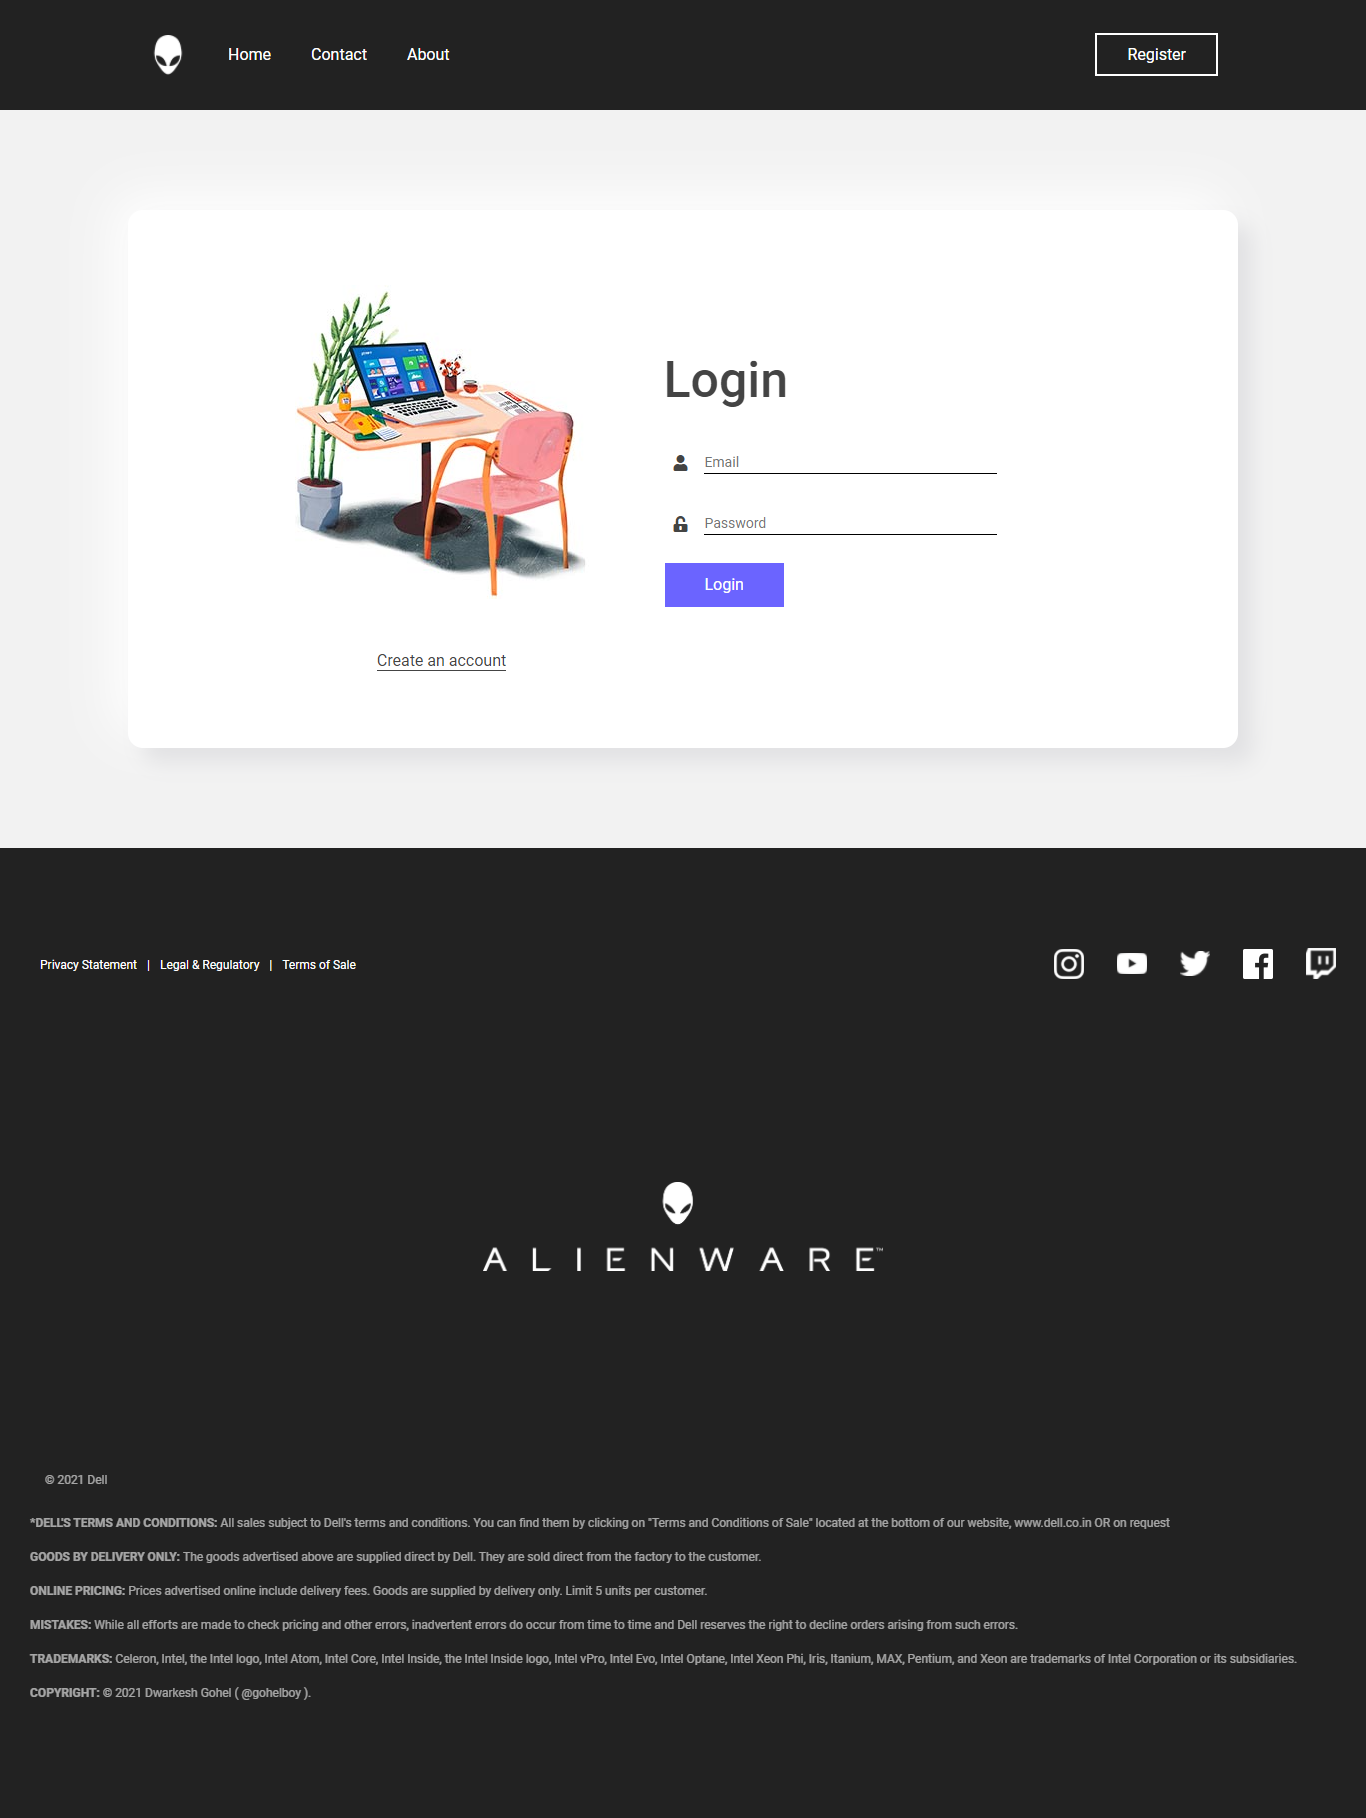 Home Contact About Register
Login
Email
Password
Login
Create an account
Privacy Statement | Legal & Regulatory | Terms of Sale
ALIENWARE™
© 2021 Dell
*DELL'S TERMS AND CONDITIONS: All sales subject to Dell's terms and conditions. You can find them by clicking on "Terms and Conditions of Sale" located at the bottom of our website, www.dell.co.in OR on request
GOODS BY DELIVERY ONLY: The goods advertised above are supplied direct by Dell. They are sold direct from the factory to the customer.
ONLINE PRICING: Prices advertised online include delivery fees. Goods are supplied by delivery only. Limit 5 units per customer.
MISTAKES: While all efforts are made to check pricing and other errors, inadvertent errors do occur from time to time and Dell reserves the right to decline orders arising from such errors.
TRADEMARKS: Celeron, Intel, the Intel logo, Intel Atom, Intel Core, Intel Inside, the Intel Inside logo, Intel vPro, Intel Evo, Intel Optane, Intel Xeon Phi, Iris, Itanium, MAX, Pentium, and Xeon are trademarks of Intel Corporation or its subsidiaries.
COPYRIGHT: © 2021 Dwarkesh Gohel ( @gohelboy ).